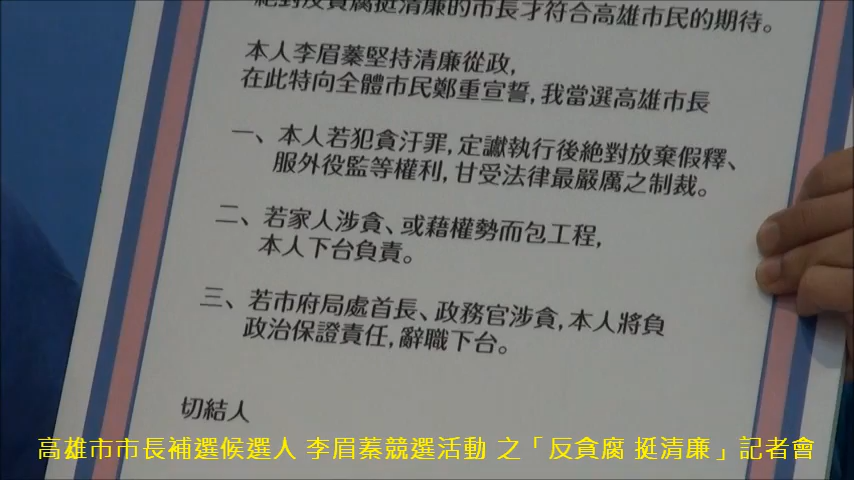 絕對反貪腐挺清廉的市長才符合高雄市民的期待。
本人李眉蓁堅持清廉從政,
在此特向全體市民鄭重宣誓,我當選高雄市長
一、本人若犯貪汙罪,定讞執行後絕對放棄假釋、
服外役監等權利,甘受法律最嚴厲之制裁。
二、若家人涉貪、或藉權勢而包工程,
本人下台負責。
三、若市府局處首長、政務官涉貪,本人將負
政治保證責任,辭職下台。
切結人
高雄市市長補選候選人 李眉蓁競選活動 之「反貪腐 挺清廉」記者會